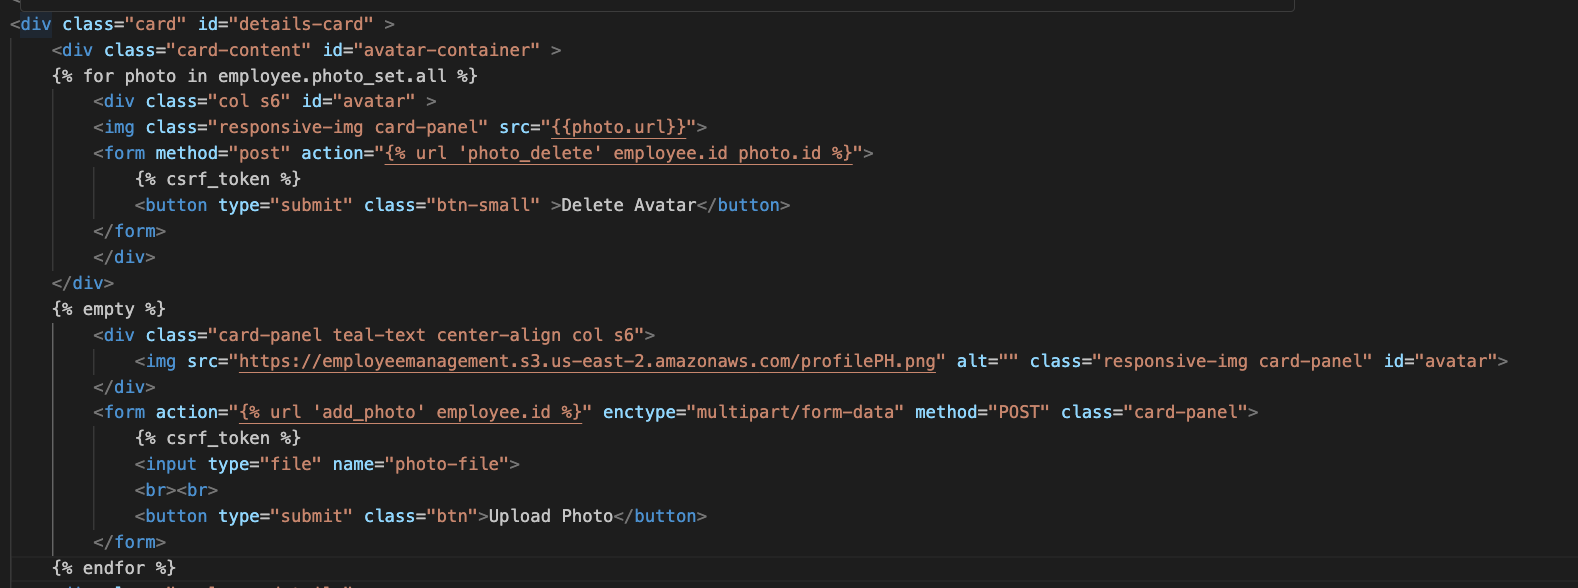 <div class="card" id="details-card" >
<div class="card-content" id="avatar-container" >
{% for photo in employee.photo_set.all %}
<div class="col s6" id="avatar" >
<img class="responsive-img card-panel" src="{{photo.url}}">
<form method="post" action="{% url 'photo_delete' employee.id photo.id %}">
{% csrf_token %}
<button type="submit" class="btn-small" >Delete Avatar</button>
</form>
</div>
</div>
{% empty %}
<div class="card-panel teal-text center-align col s6">
<img src="https://employeemanagement.s3.us-east-2.amazonaws.com/profilePH.png" alt="" class="responsive-img card-panel" id="avatar">
</div>
<form action="{% url 'add_photo' employee.id %}" enctype="multipart/form-data" method="POST" class="card-panel">
{% csrf_token %}
<input type="file" name="photo-file">
<br><br>
<button type="submit" class="btn">Upload Photo</button>
</form>
{% endfor %}